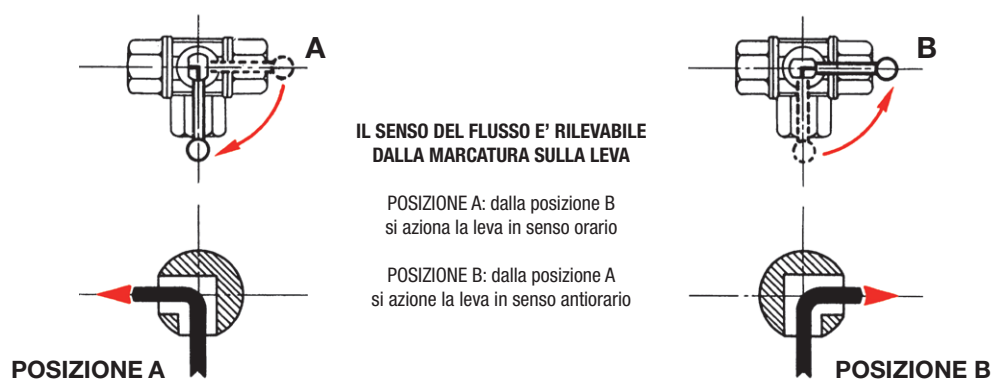 A
B
IL SENSO DEL FLUSSO E' RILEVABILE
DALLA MARCATURA SULLA LEVA
POSIZIONE A: dalla posizione B
si aziona la leva in senso orario
POSIZIONE B: dalla posizione A
si azione la leva in senso antiorario
POSIZIONE A
POSIZIONE B